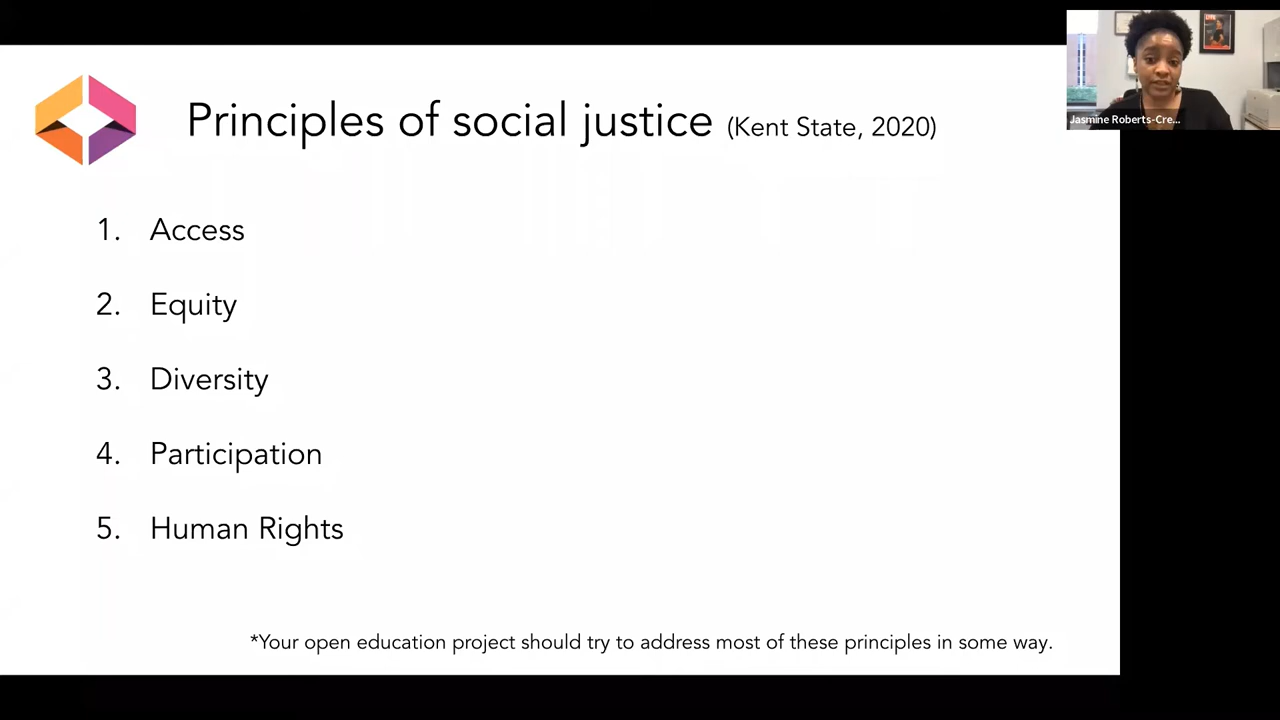 Principles of social justice (Kent State, 2020)
1. Access
2. Equity
3. Diversity
4. Participation
5. Human Rights
*Your open education project should try to address most of these principles in some way.
Jasmine Roberts-Cre...